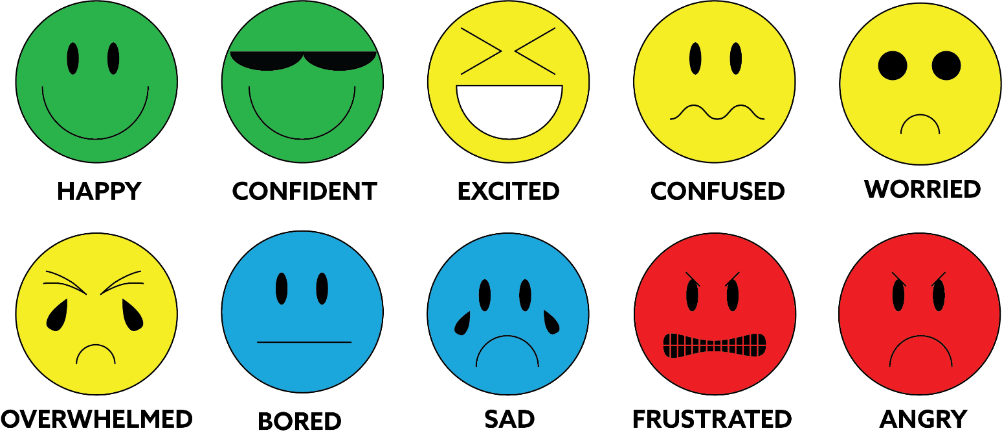 HAPPY CONFIDENT EXCITED CONFUSED WORRIED
OVERWHELMED BORED SAD FRUSTRATED ANGRY